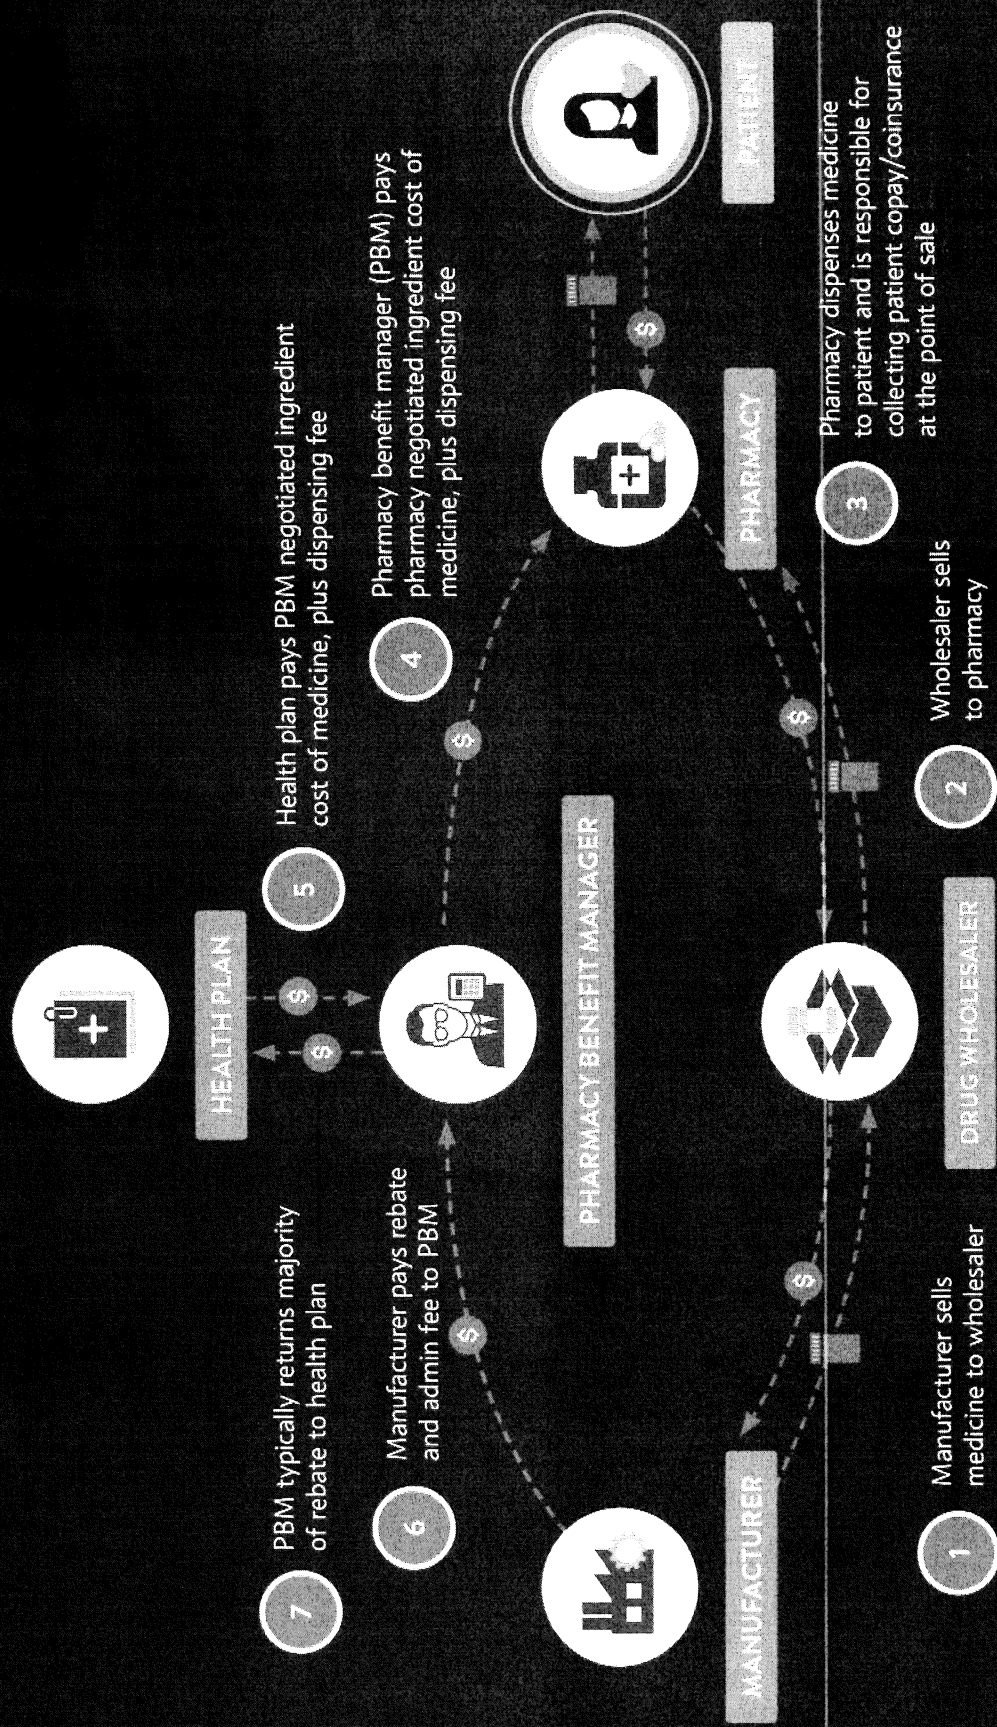 HEALTH PLAN
7
PBM typically returns majority
of rebate to health plan
5
Health plan pays PBM negotiated ingredient
cost of medicine, plus dispensing fee
$
$
6
Manufacturer pays rebate
and admin fee to PBM
4
Pharmacy benefit manager (PBM) pays
pharmacy negotiated ingredient cost of
medicine, plus dispensing fee
$
$
PHARMACY BENEFIT MANAGER
$
MANUFACTURER
PHARMACY
PATIENT
$
$
3
Pharmacy dispenses medicine
to patient and is responsible for
collecting patient copay/coinsurance
at the point of sale
1
Manufacturer sells
medicine to wholesaler
DRUG WHOLESALER
2
Wholesaler sells
to pharmacy